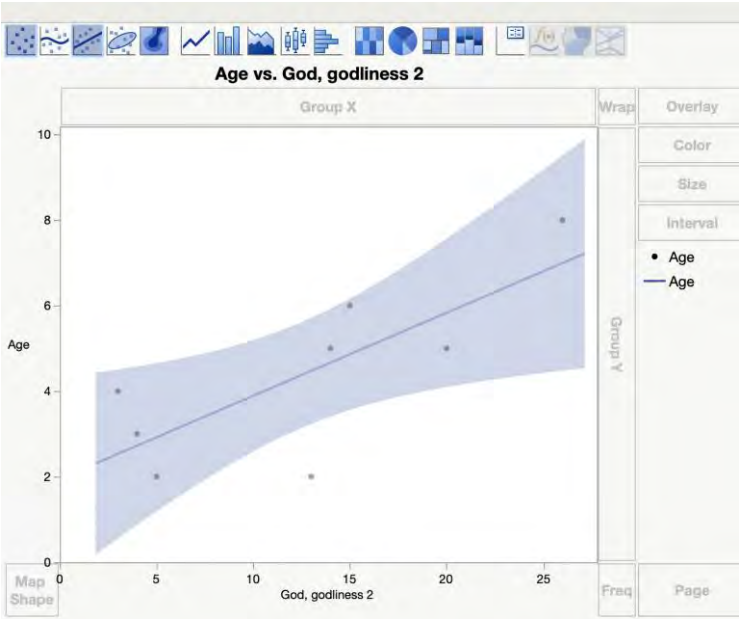 Age vs. God, godliness 2
Group X
Wrap
Overlay
Color
Size
Interval
Age
Age
10
8
6
4
2
0
Age
Group Y
0 5 10 15 20 25
God, godliness 2
Map
Shape
Freq
Page